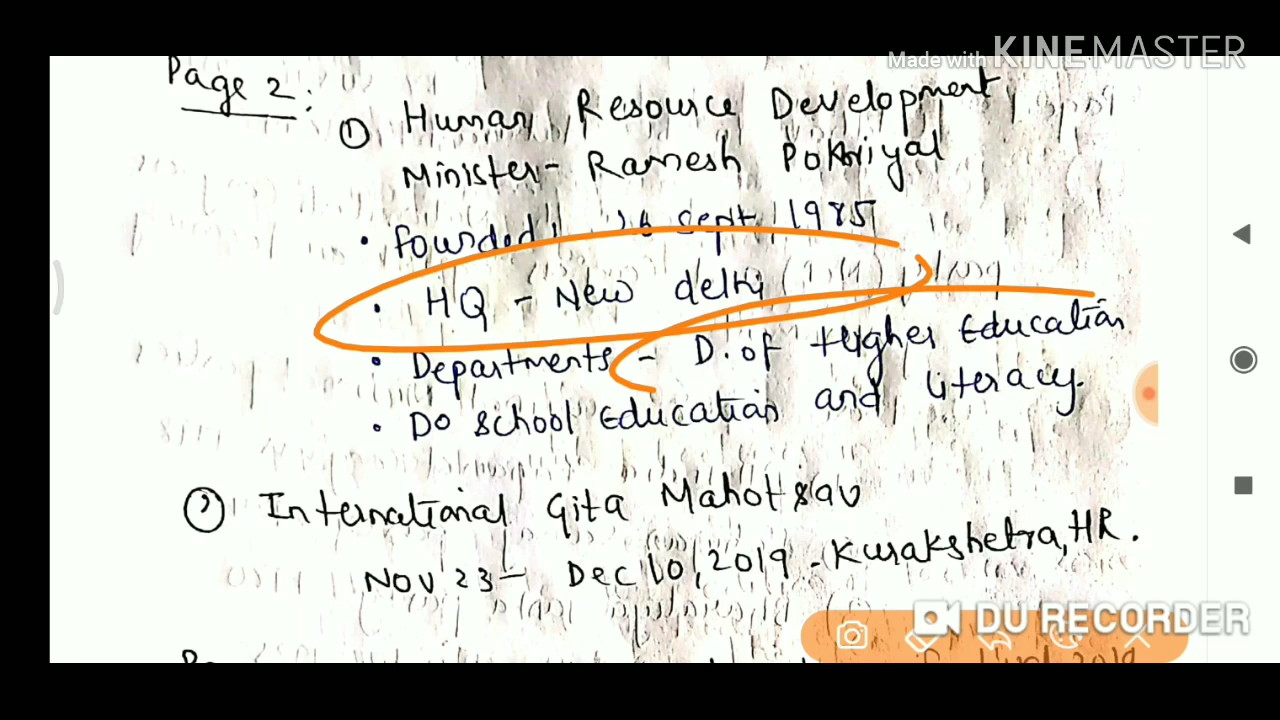 Made with KINEMASTER
Page 2:
① Human Resource Development
Minister- Ramesh Pokhriyal
• founded 26 Sept, 1985
• HQ - New delhi
• Departments - D. of Higher Education
• Do School Education and Literacy.
International Gita Mahotsav
Nov 23 - Dec 10, 2019 - Kurakshetra, HR.
DU RECORDER
2019